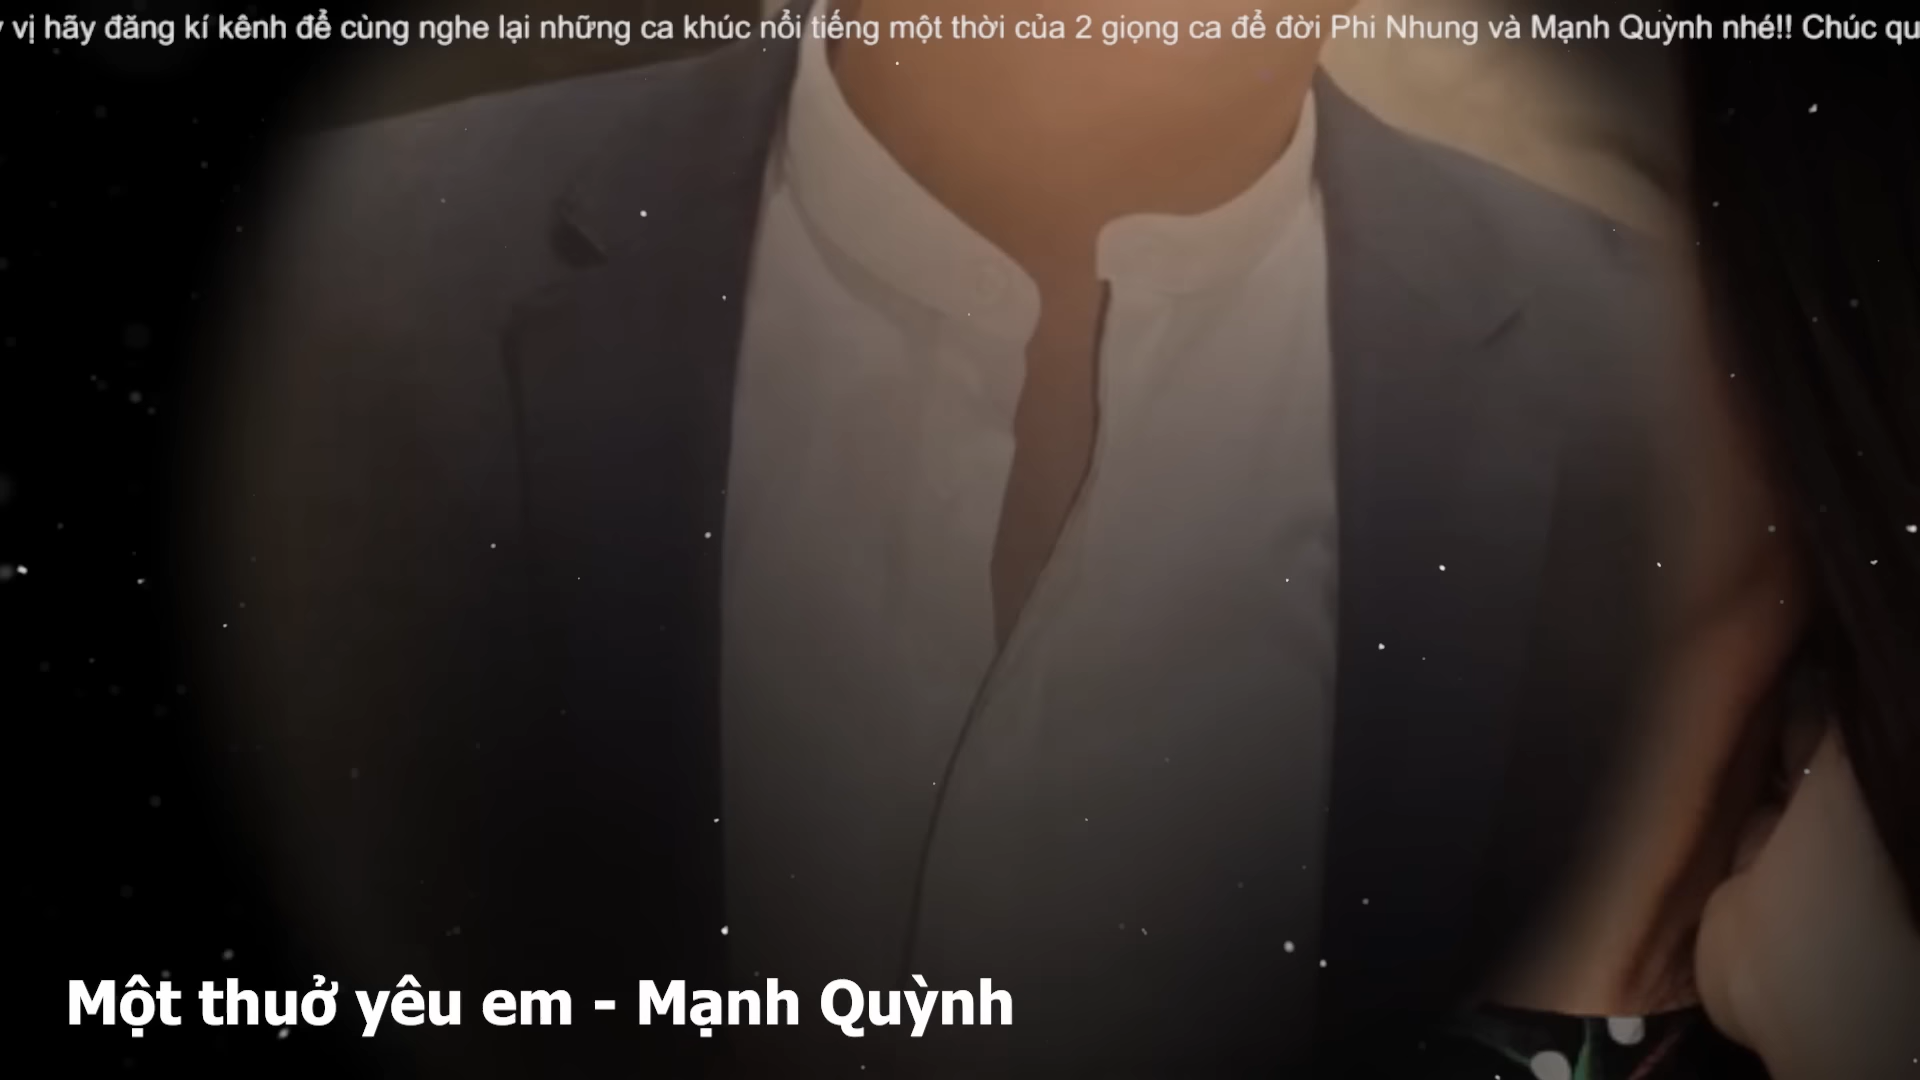 vị hãy đăng kí kênh để cùng nghe lại những ca khúc nổi tiếng một thời của 2 giọng ca để đời Phi Nhung và Mạnh Quỳnh nhé!! Chúc
Một thuở yêu em - Mạnh Quỳnh